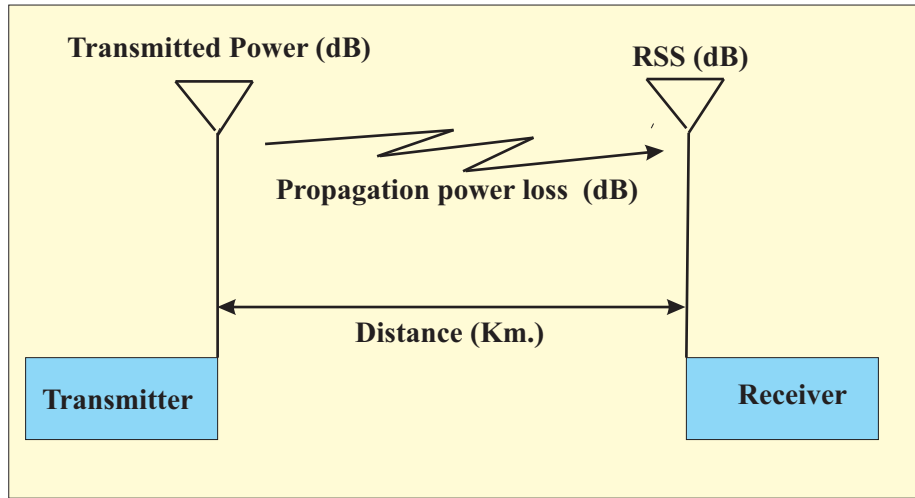 Transmitted Power (dB)
RSS (dB)
Propagation power loss (dB)
Distance (Km.)
Transmitter
Receiver